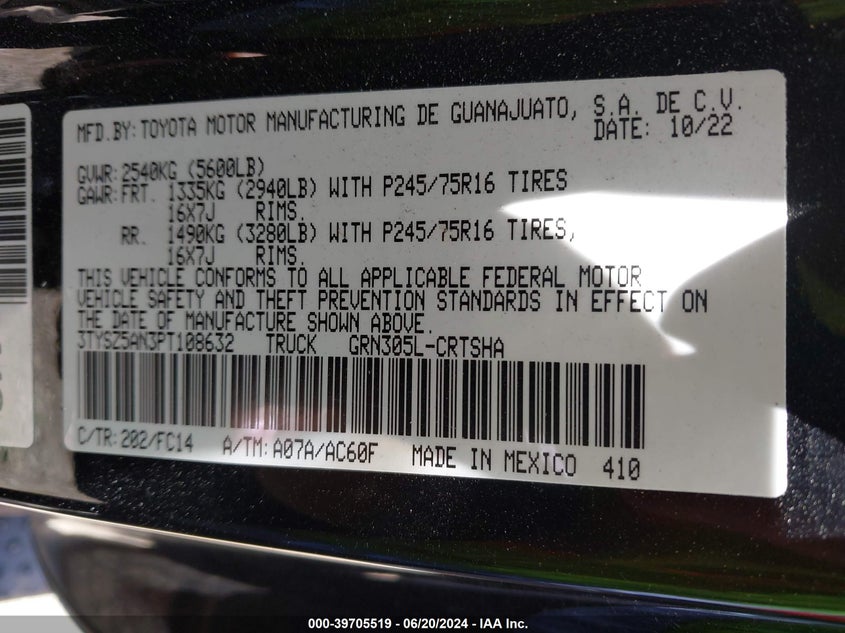 MFD.BY: TOYOTA MOTOR MANUFACTURING DE GUANAJUATO, S.A. DE C.V.
DATE: 10/22
GVWR: 2540KG (5600LB)
GAWR: FRT. 1335KG (2940LB) WITH P245/75R16 TIRES
16X7J RIMS.
RR. 1490KG (3280LB) WITH P245/75R16 TIRES,
16X7J RIMS.
THIS VEHICLE CONFORMS TO ALL APPLICABLE FEDERAL MOTOR
VEHICLE SAFETY AND THEFT PREVENTION STANDARDS IN EFFECT ON
THE DATE OF MANUFACTURE SHOWN ABOVE.
3TYSZ5AN3PT108632 TRUCK GRN305L-CRTSHA
C/TR: 202/FC14 A/TM: A07A/AC60F MADE IN MEXICO 410
000-39705519 - 06/20/2024 - IAA Inc.